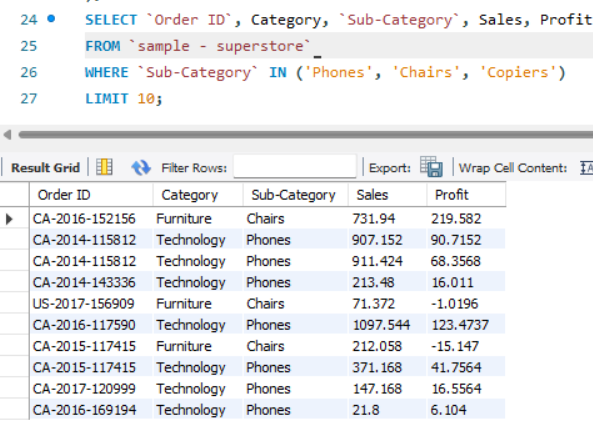 24 SELECT `Order ID`, Category, `Sub-Category`, Sales, Profit
25 FROM `sample - superstore`
26 WHERE `Sub-Category` IN ('Phones', 'Chairs', 'Copiers')
27 LIMIT 10;
Result Grid Filter Rows: Export: Wrap Cell Content:
Order ID Category Sub-Category Sales Profit
CA-2016-152156 Furniture Chairs 731.94 219.582
CA-2014-115812 Technology Phones 907.152 90.7152
CA-2014-115812 Technology Phones 911.424 68.3568
CA-2014-143336 Technology Phones 213.48 16.011
US-2017-156909 Furniture Chairs 71.372 -1.0196
CA-2016-117590 Technology Phones 1097.544 123.4737
CA-2015-117415 Furniture Chairs 212.058 -15.147
CA-2015-117415 Technology Phones 371.168 41.7564
CA-2017-120999 Technology Phones 147.168 16.5564
CA-2016-169194 Technology Phones 21.8 6.104